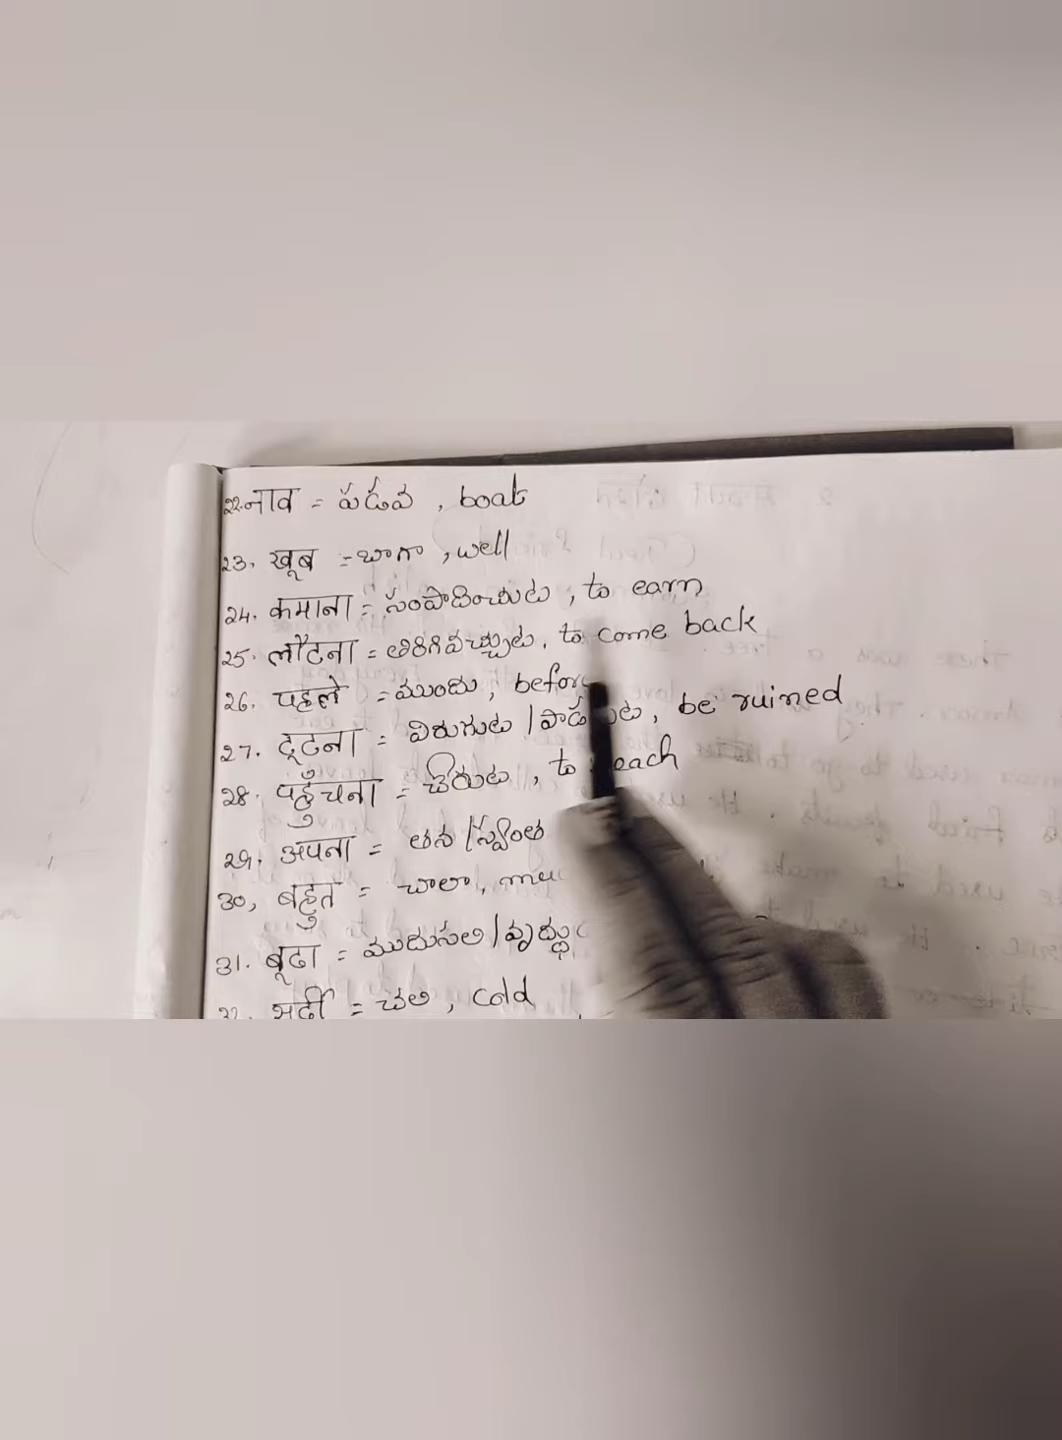 22. नाव = పడవ , boat
23. खूब = బాగా , well
24. कमाना = సంపాదించుట , to earn
25. लौटना = తిరిగివచ్చుట, to come back
26. पहले = ముందు, before
27. टूटना = విరుగుట / be ruined
28. पहुँचना = చేరుట , to
29. अपना = తన /స్వంత
30, बहुत = చాలా,
31. बूढा = ముదుసలి /
सर्दी = చలి , cold